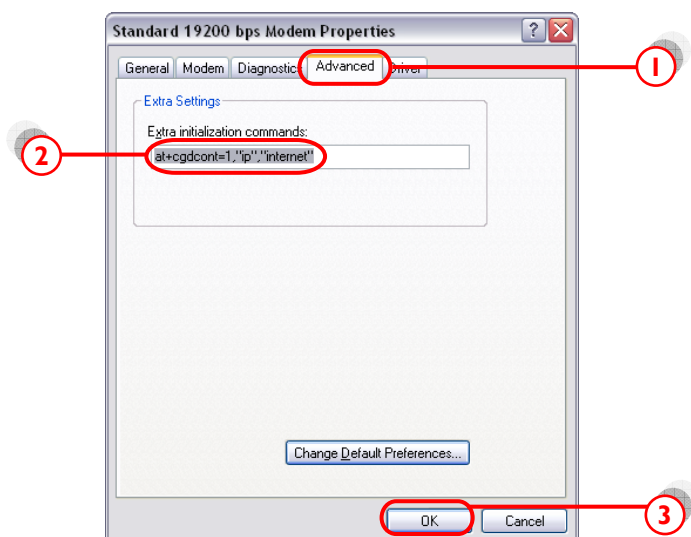 Standard 19200 bps Modem Properties
General Modem Diagnostics Advanced Driver
1
Extra Settings
Extra initialization commands:
2
at+cgdcont=1,"ip","internet"
Change Default Preferences...
OK Cancel
3